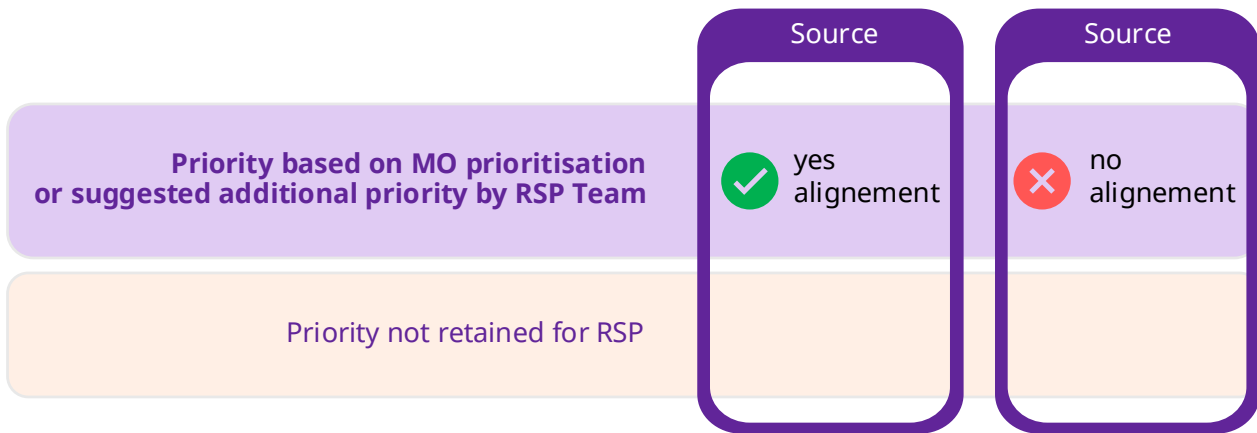 Source
Source
Priority based on MO prioritisation
or suggested additional priority by RSP Team
yes
alignement
no
alignement
Priority not retained for RSP